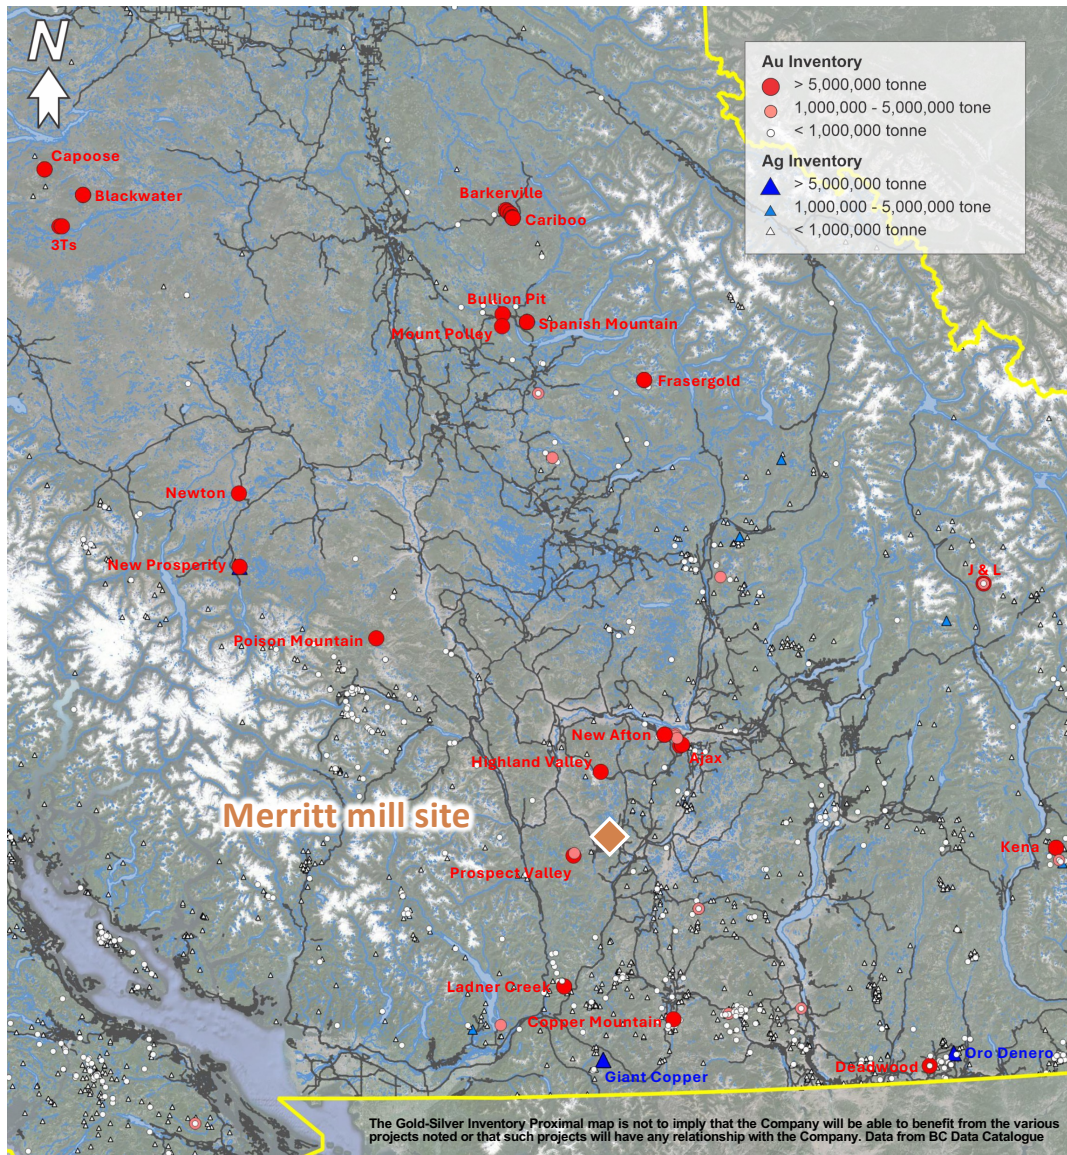 N
Au Inventory
> 5,000,000 tonne
1,000,000 - 5,000,000 tone
< 1,000,000 tonne
Ag Inventory
> 5,000,000 tonne
1,000,000 - 5,000,000 tone
< 1,000,000 tonne
Capoose
Blackwater
3Ts
Barkerville
Cariboo
Bullion Pit
Spanish Mountain
Mount Polley
Frasergold
Newton
New Prosperity
J & L
Poison Mountain
New Afton
Ajax
Highland Valley
Merritt mill site
Kena
Prospect Valley
Ladner Creek
Copper Mountain
Oro Denero
Deadwood
Giant Copper
The Gold-Silver Inventory Proximal map is not to imply that the Company will be able to benefit from the various
projects noted or that such projects will have any relationship with the Company. Data from BC Data Catalogue